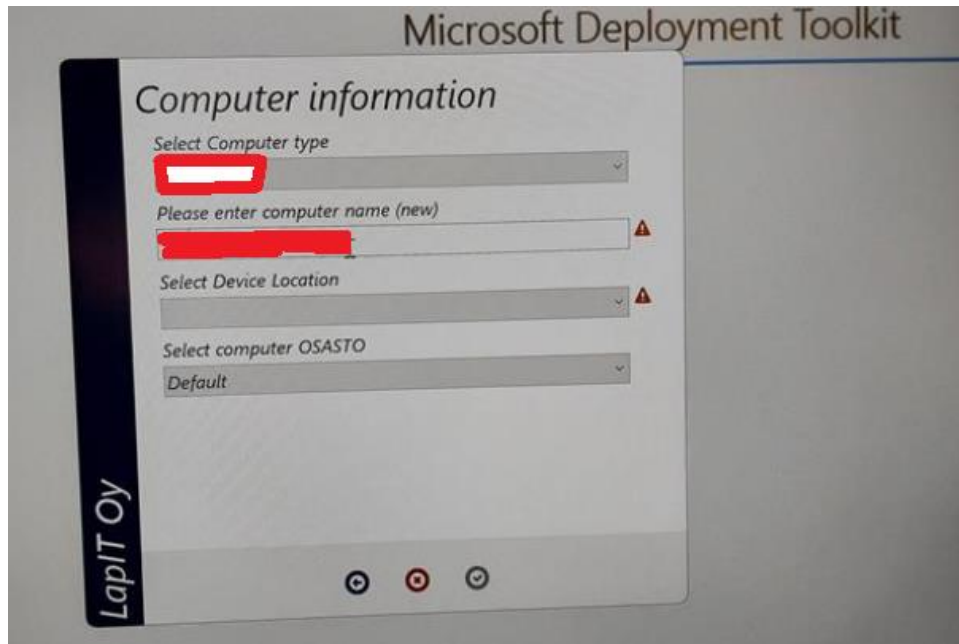 Microsoft Deployment Toolkit
Computer information
Select Computer type
Please enter computer name (new)
Select Device Location
Select computer OSASTO
Default
LapIT Oy